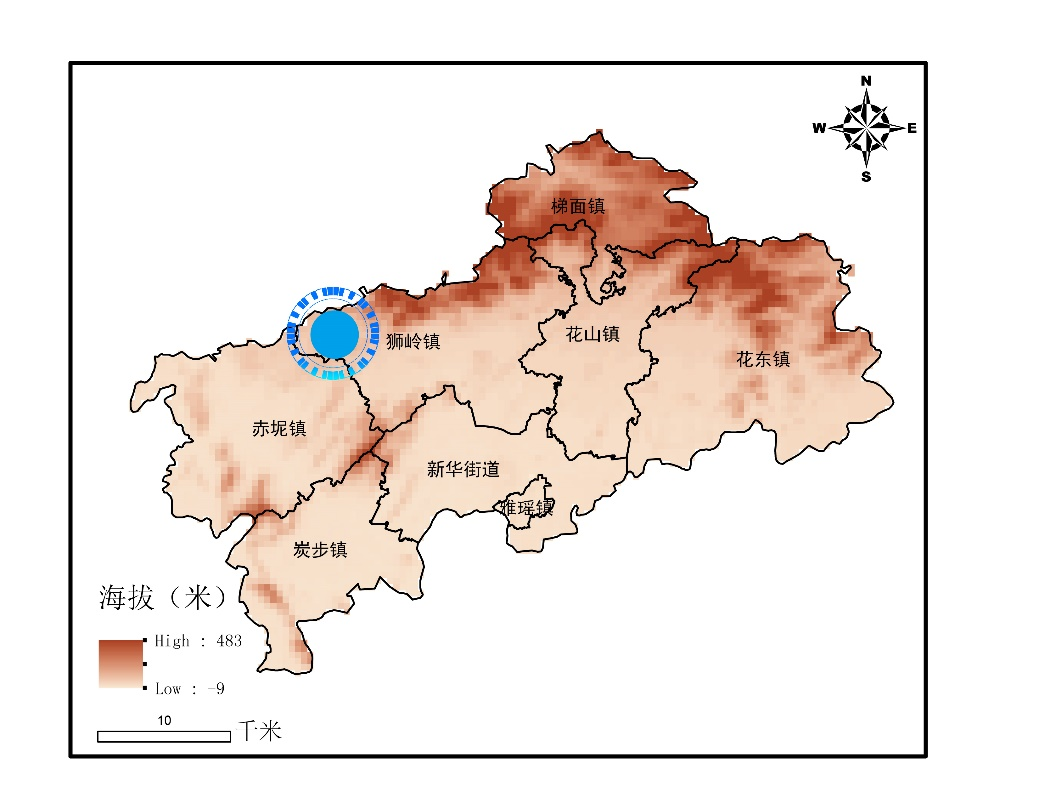 N
W E
S
梯面镇
花山镇
狮岭镇
花东镇
赤坭镇
新华街道
雅瑶镇
炭步镇
海拔（米）
High : 483
Low : -9
10
千米